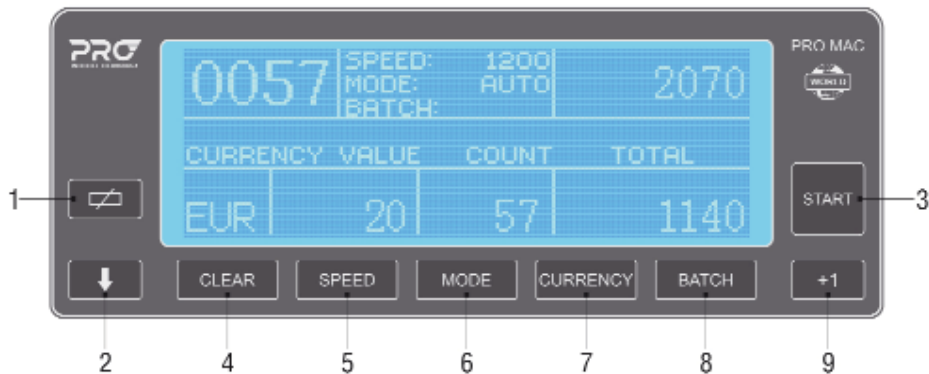 PRO
PRO MAC
WORLD
0057
SPEED: 1200
MODE: AUTO
BATCH:
2070
CURRENCY VALUE COUNT TOTAL
EUR 20 57 1140
1
START
3
CLEAR
SPEED
MODE
CURRENCY
BATCH
+1
2
4
5
6
7
8
9